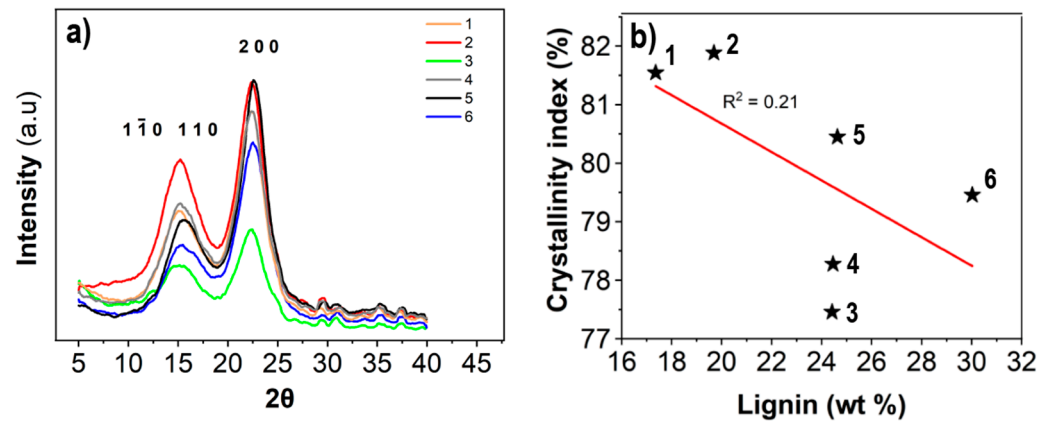 a)
1
2
3
4
5
6
2 0 0
1 1̄ 0 1 1 0
Intensity (a.u)
5 10 15 20 25 30 35 40 45
2θ
b)
82
81
80
79
78
77
1
2
R² = 0.21
5
6
4
3
Crystallinity index (%)
16 18 20 22 24 26 28 30 32
Lignin (wt %)